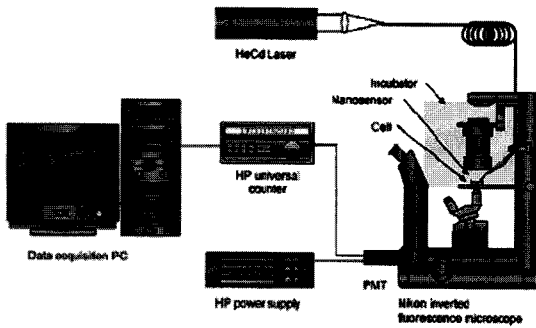 HeCd Laser
Incubator
Nanosensor
Cell
HP universal
counter
Data acquisition PC
HP power supply
PMT
Nikon inverted
fluorescence microscope